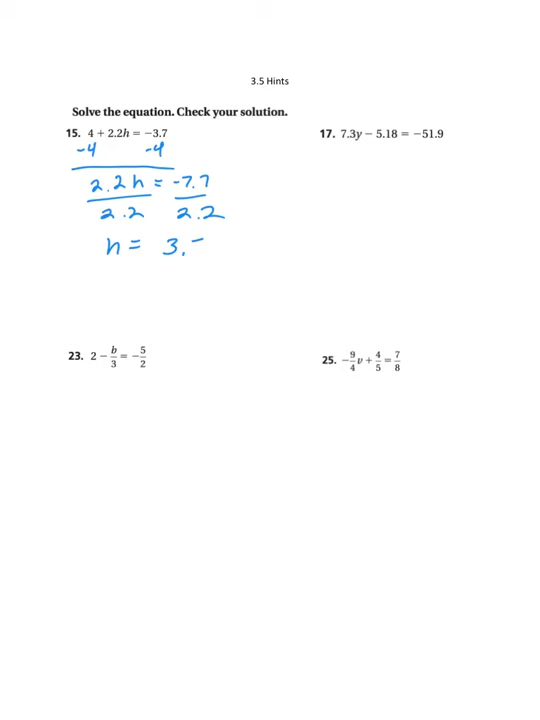 3.5 Hints
Solve the equation. Check your solution.
15. 4 + 2.2h = −3.7
-4 -4
2.2h = -7.7
2.2 2.2
h = 3.
17. 7.3y − 5.18 = −51.9
23. 2 − b/3 = −5/2
25. −9/4 v + 4/5 = 7/8